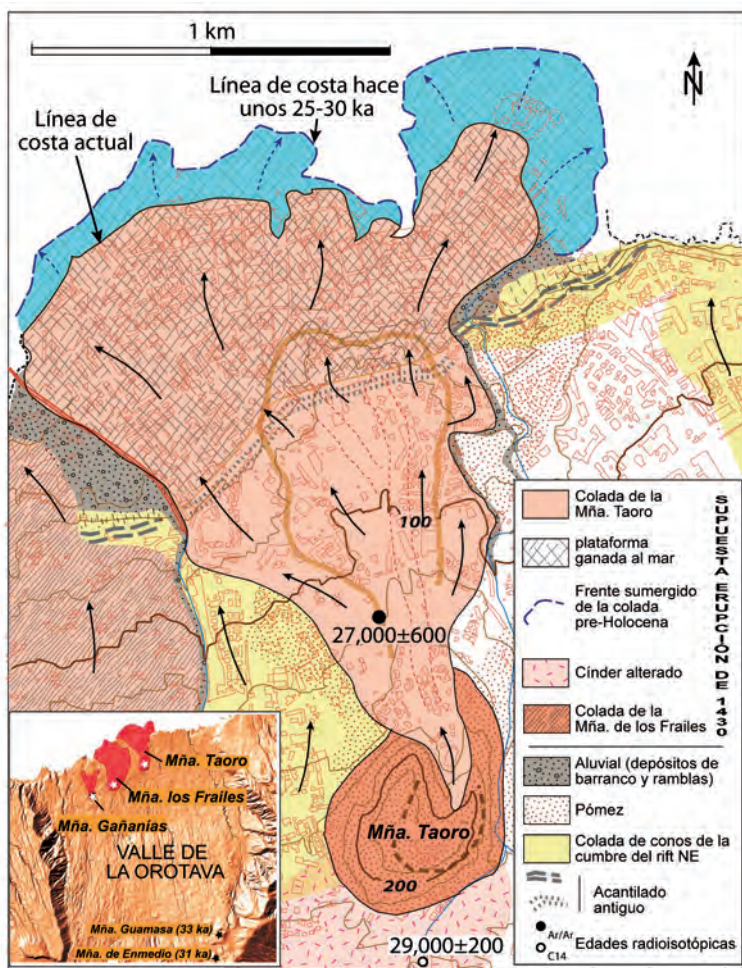 1 km
Línea de costa hace
unos 25-30 ka
N
Línea de
costa actual
100
27,000±600
Mña. Taoro
200
29,000±200
SUPUESTA ERUPCIÓN DE 1430
Colada de la
Mña. Taoro
plataforma
ganada al mar
Frente sumergido
de la colada
pre-Holocena
Cínder alterado
Colada de la
Mña. de los Frailes
Aluvial (depósitos de
barranco y ramblas)
Pómez
Colada de conos de la
cumbre del rift NE
Acantilado
antiguo
Ar/Ar
C14
Edades radioisotópicas
Mña. Taoro
Mña. los Frailes
Mña. Gañanías
VALLE DE
LA OROTAVA
Mña. Guamasa (33 ka)
Mña. de Enmedio (31 ka)